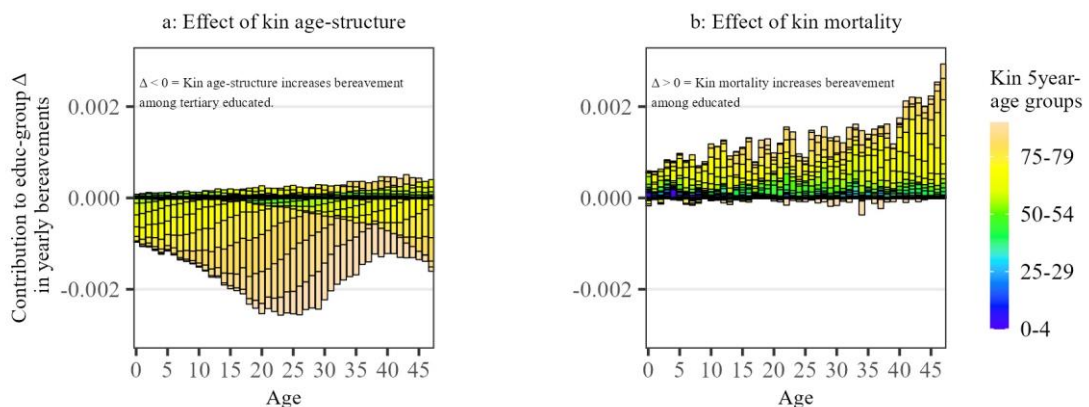 a: Effect of kin age-structure
b: Effect of kin mortality
Contribution to educ-group Δ
in yearly bereavements
Δ < 0 = Kin age-structure increases bereavement
among tertiary educated.
0.002
0.000
-0.002
0 5 10 15 20 25 30 35 40 45
Age
Δ > 0 = Kin mortality increases bereavement
among educated
0.002
0.000
-0.002
0 5 10 15 20 25 30 35 40 45
Age
Kin 5year-
age groups
75-79
50-54
25-29
0-4